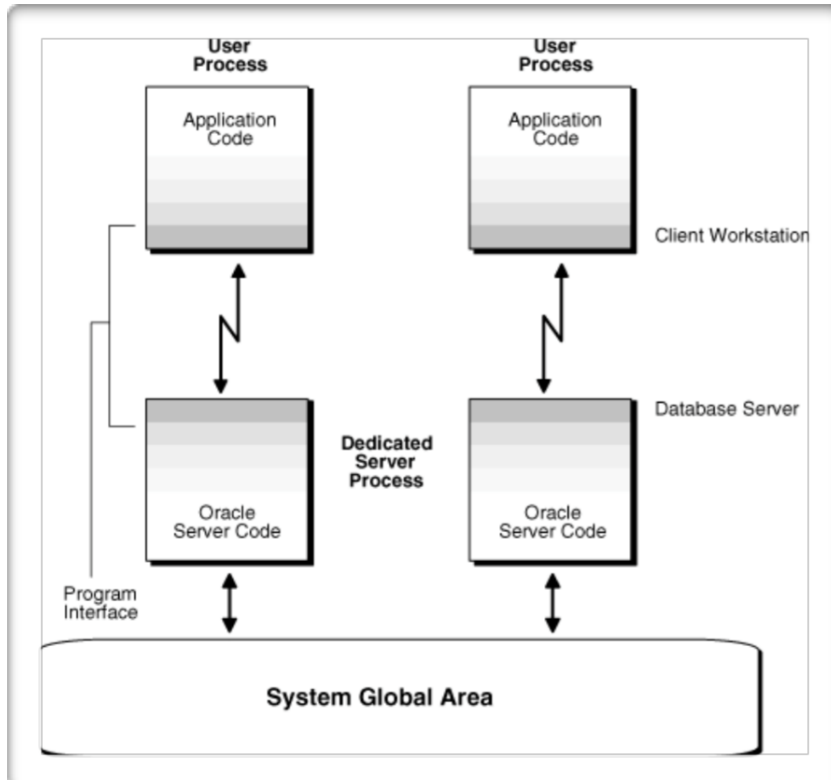 User
Process
User
Process
Application
Code
Application
Code
Client Workstation
Database Server
Dedicated
Server
Process
Oracle
Server Code
Oracle
Server Code
Program
Interface
System Global Area